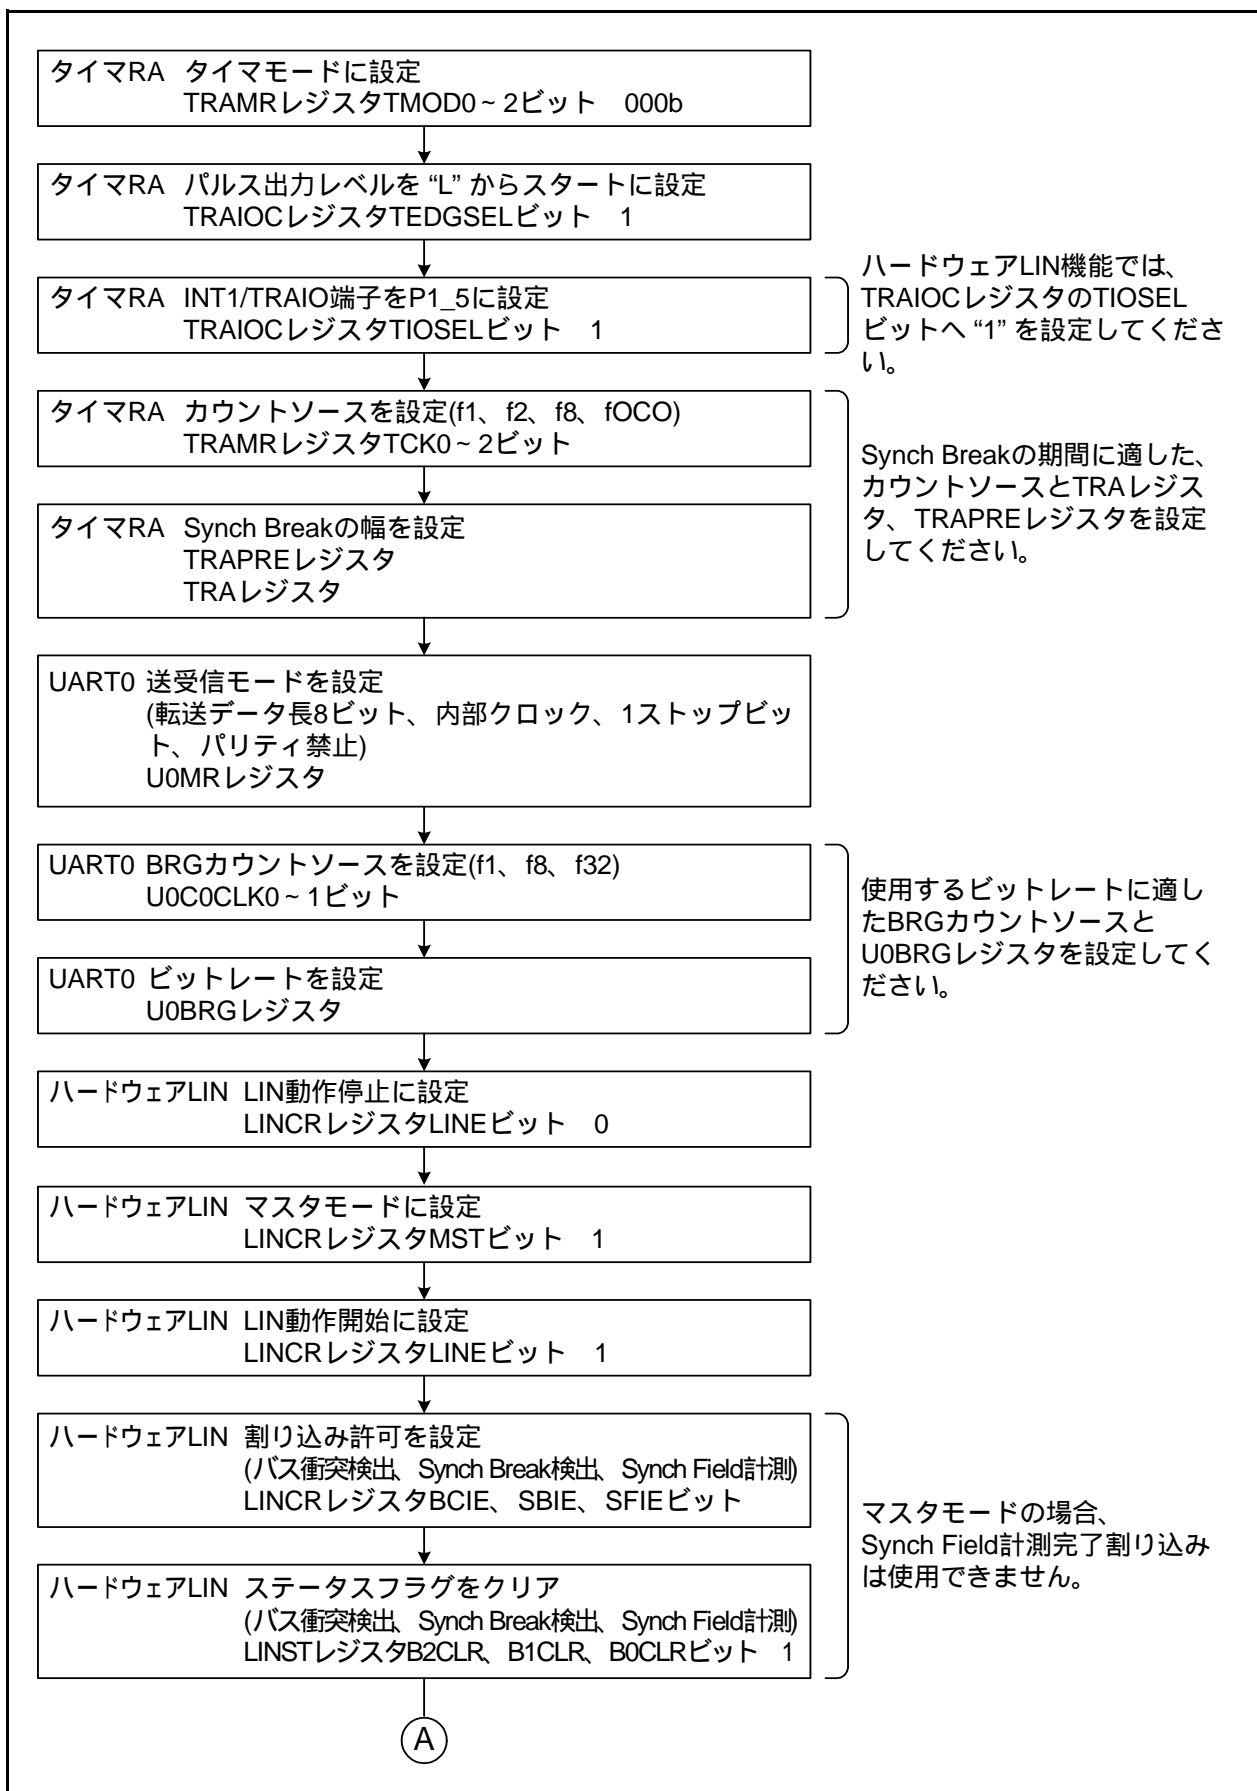 タイマRA タイマモードに設定
TRAMRレジスタTMOD0~2ビット 000b
タイマRA パルス出力レベルを “L” からスタートに設定
TRAIOCレジスタTEDGSELビット 1
タイマRA INT1/TRAIO端子をP1_5に設定
TRAIOCレジスタTIOSELビット 1
ハードウェアLIN機能では、
TRAIOCレジスタのTIOSEL
ビットへ “1” を設定してくださ
い。
タイマRA カウントソースを設定(f1、f2、f8、fOCO)
TRAMRレジスタTCK0~2ビット
タイマRA Synch Breakの幅を設定
TRAPREレジスタ
TRAレジスタ
Synch Breakの期間に適した、
カウントソースとTRAレジス
タ、TRAPREレジスタを設定
してください。
UART0 送受信モードを設定
(転送データ長8ビット、内部クロック、1ストップビッ
ト、パリティ禁止)
U0MRレジスタ
UART0 BRGカウントソースを設定(f1、f8、f32)
U0C0CLK0~1ビット
UART0 ビットレートを設定
U0BRGレジスタ
使用するビットレートに適し
たBRGカウントソースと
U0BRGレジスタを設定してく
ださい。
ハードウェアLIN LIN動作停止に設定
LINCRレジスタLINEビット 0
ハードウェアLIN マスタモードに設定
LINCRレジスタMSTビット 1
ハードウェアLIN LIN動作開始に設定
LINCRレジスタLINEビット 1
ハードウェアLIN 割り込み許可を設定
(バス衝突検出、Synch Break検出、Synch Field計測)
LINCRレジスタBCIE、SBIE、SFIEビット
ハードウェアLIN ステータスフラグをクリア
(バス衝突検出、Synch Break検出、Synch Field計測)
LINSTレジスタB2CLR、B1CLR、B0CLRビット 1
マスタモードの場合、
Synch Field計測完了割り込み
は使用できません。
A